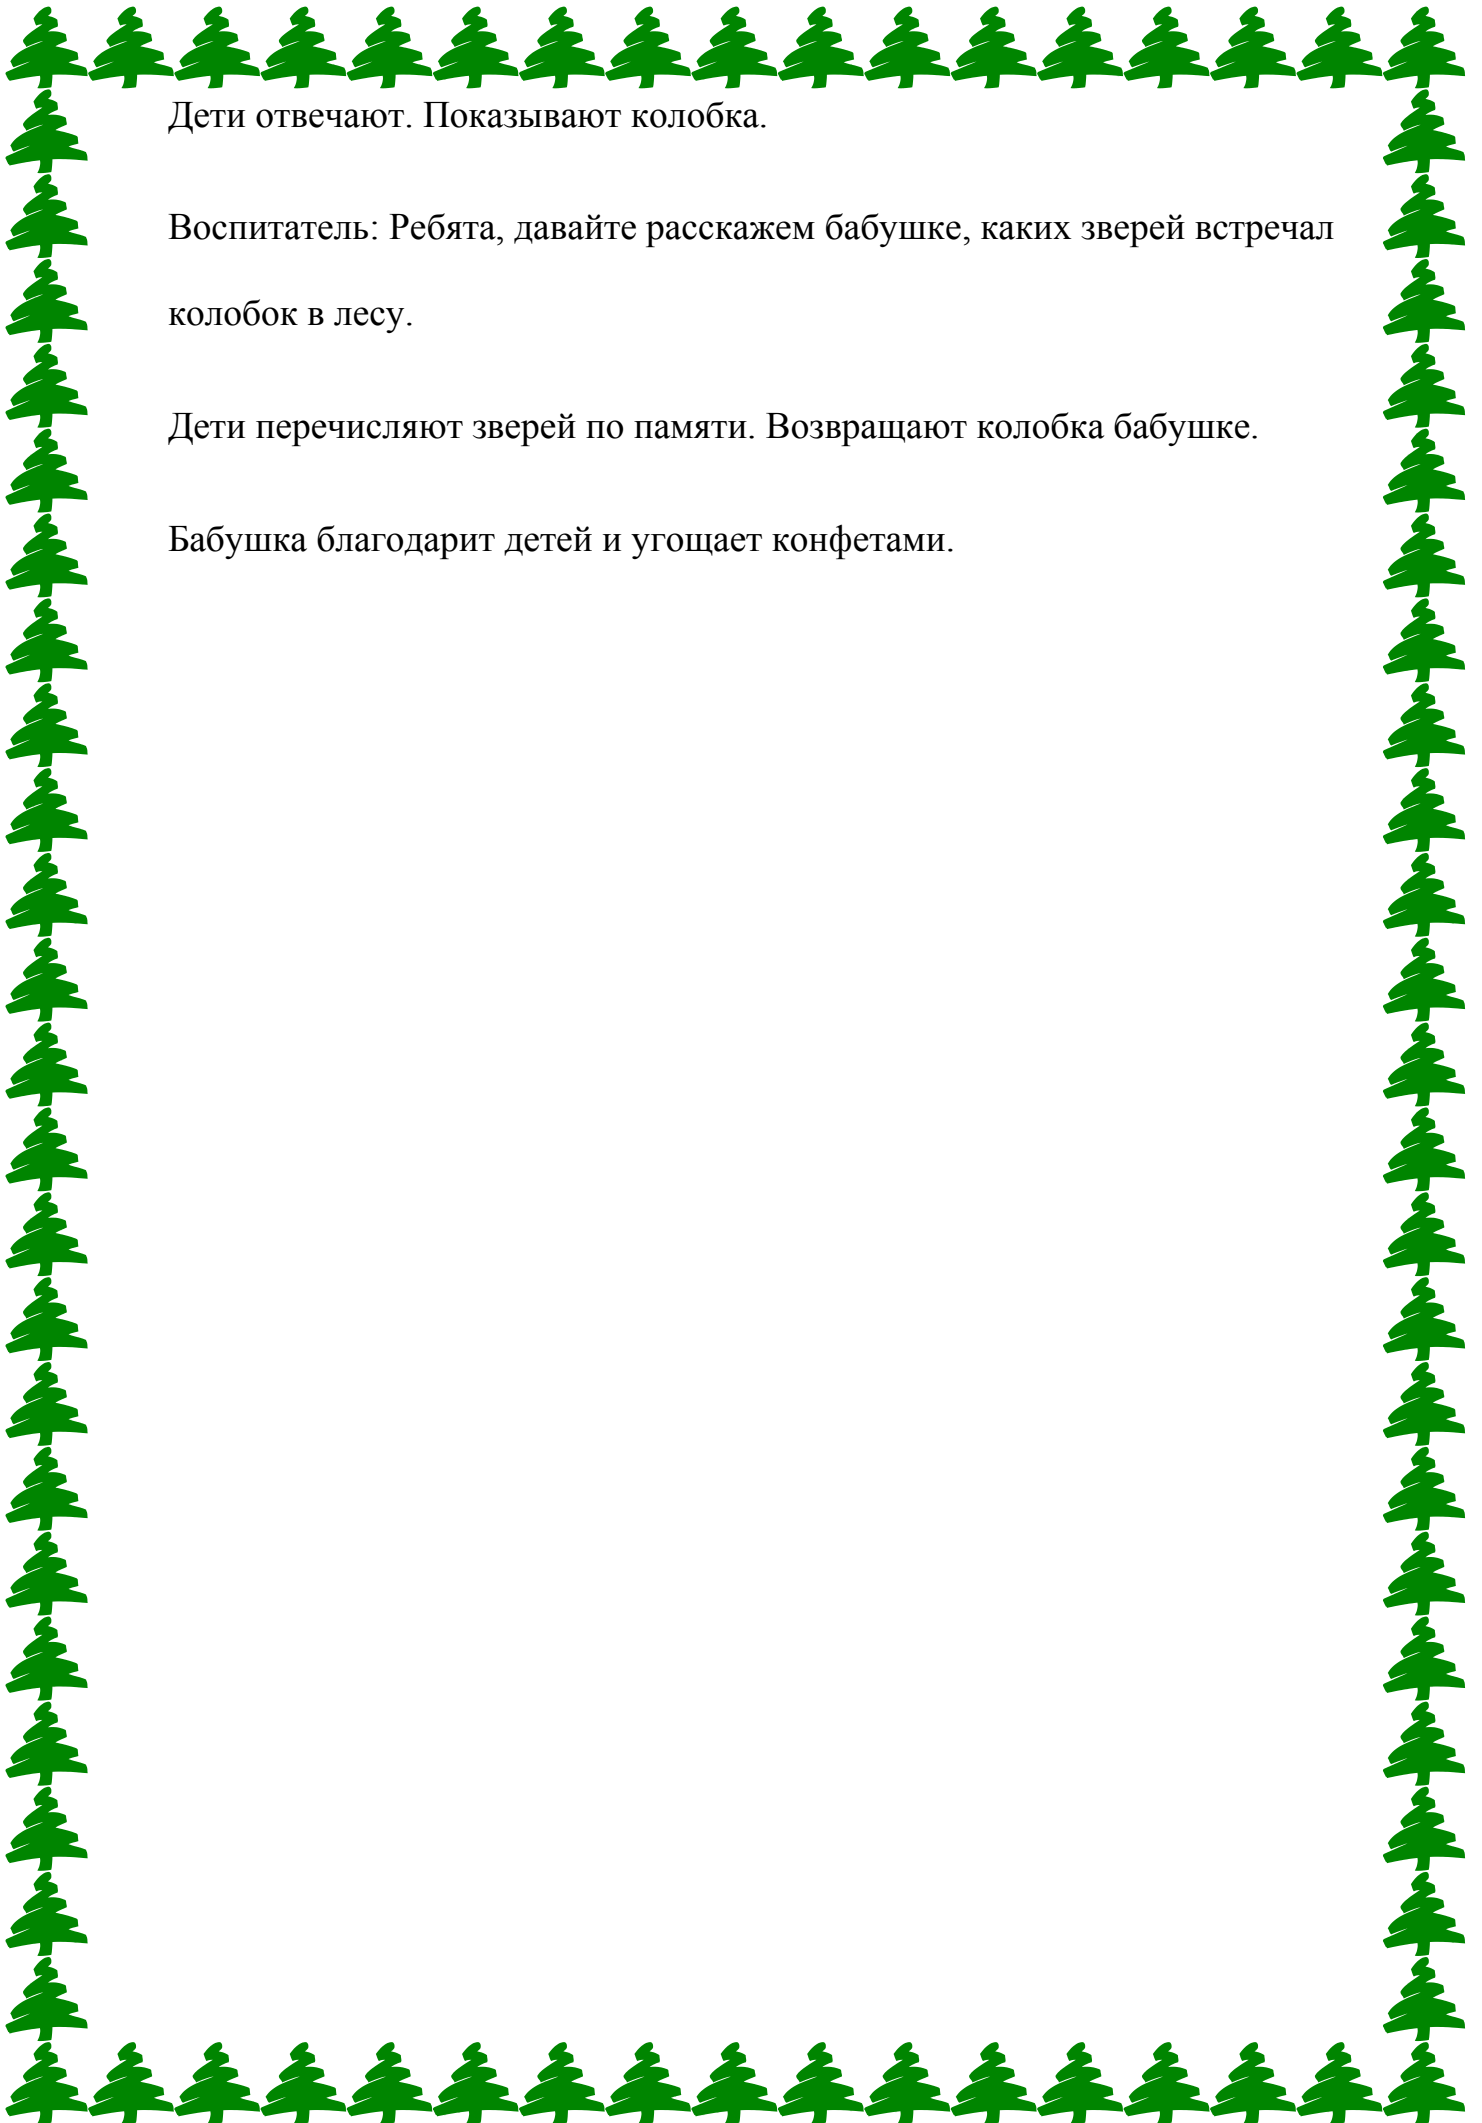 Дети отвечают. Показывают колобка.
Воспитатель: Ребята, давайте расскажем бабушке, каких зверей встречал
колобок в лесу.
Дети перечисляют зверей по памяти. Возвращают колобка бабушке.
Бабушка благодарит детей и угощает конфетами.